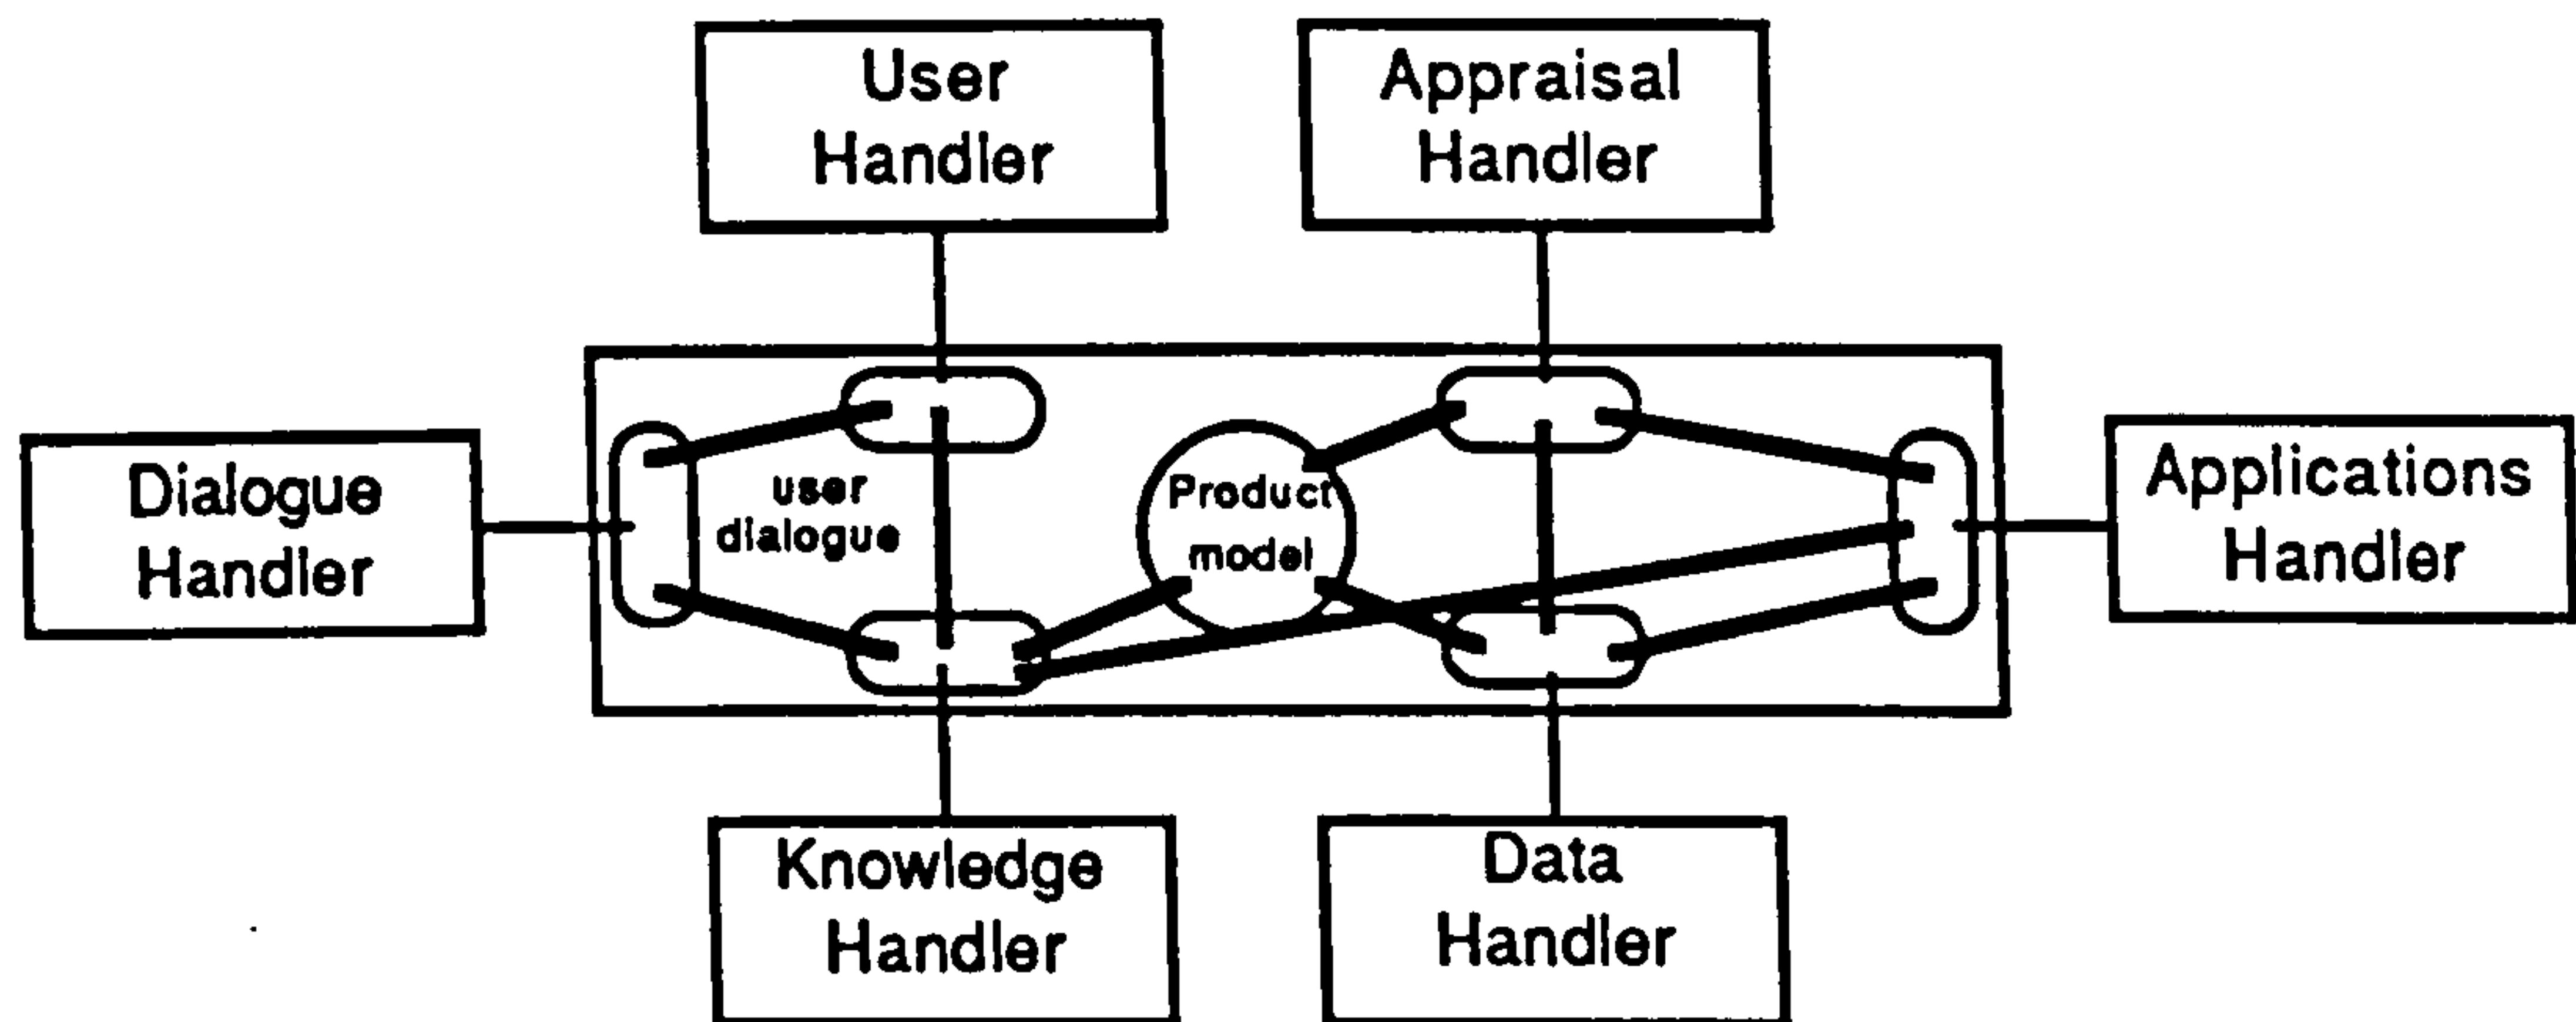 User
Handler
Appraisal
Handler
Dialogue
Handler
user
dialogue
Product
model
Applications
Handler
Knowledge
Handler
Data
Handler